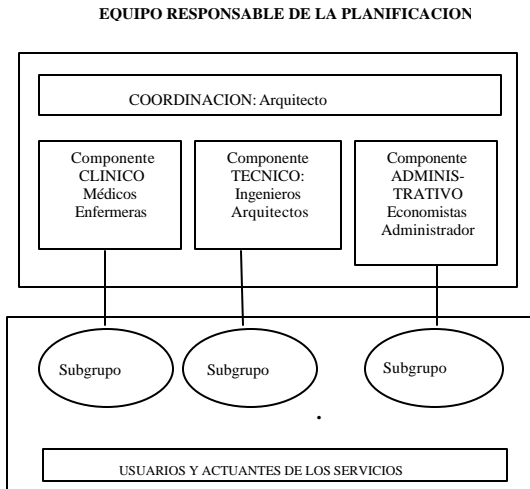 EQUIPO RESPONSABLE DE LA PLANIFICACION
COORDINACION: Arquitecto
Componente
CLINICO
Médicos
Enfermeras
Componente
TECNICO:
Ingenieros
Arquitectos
Componente
ADMINIS-
TRATIVO
Economistas
Administrador
Subgrupo
Subgrupo
Subgrupo
.
USUARIOS Y ACTUANTES DE LOS SERVICIOS